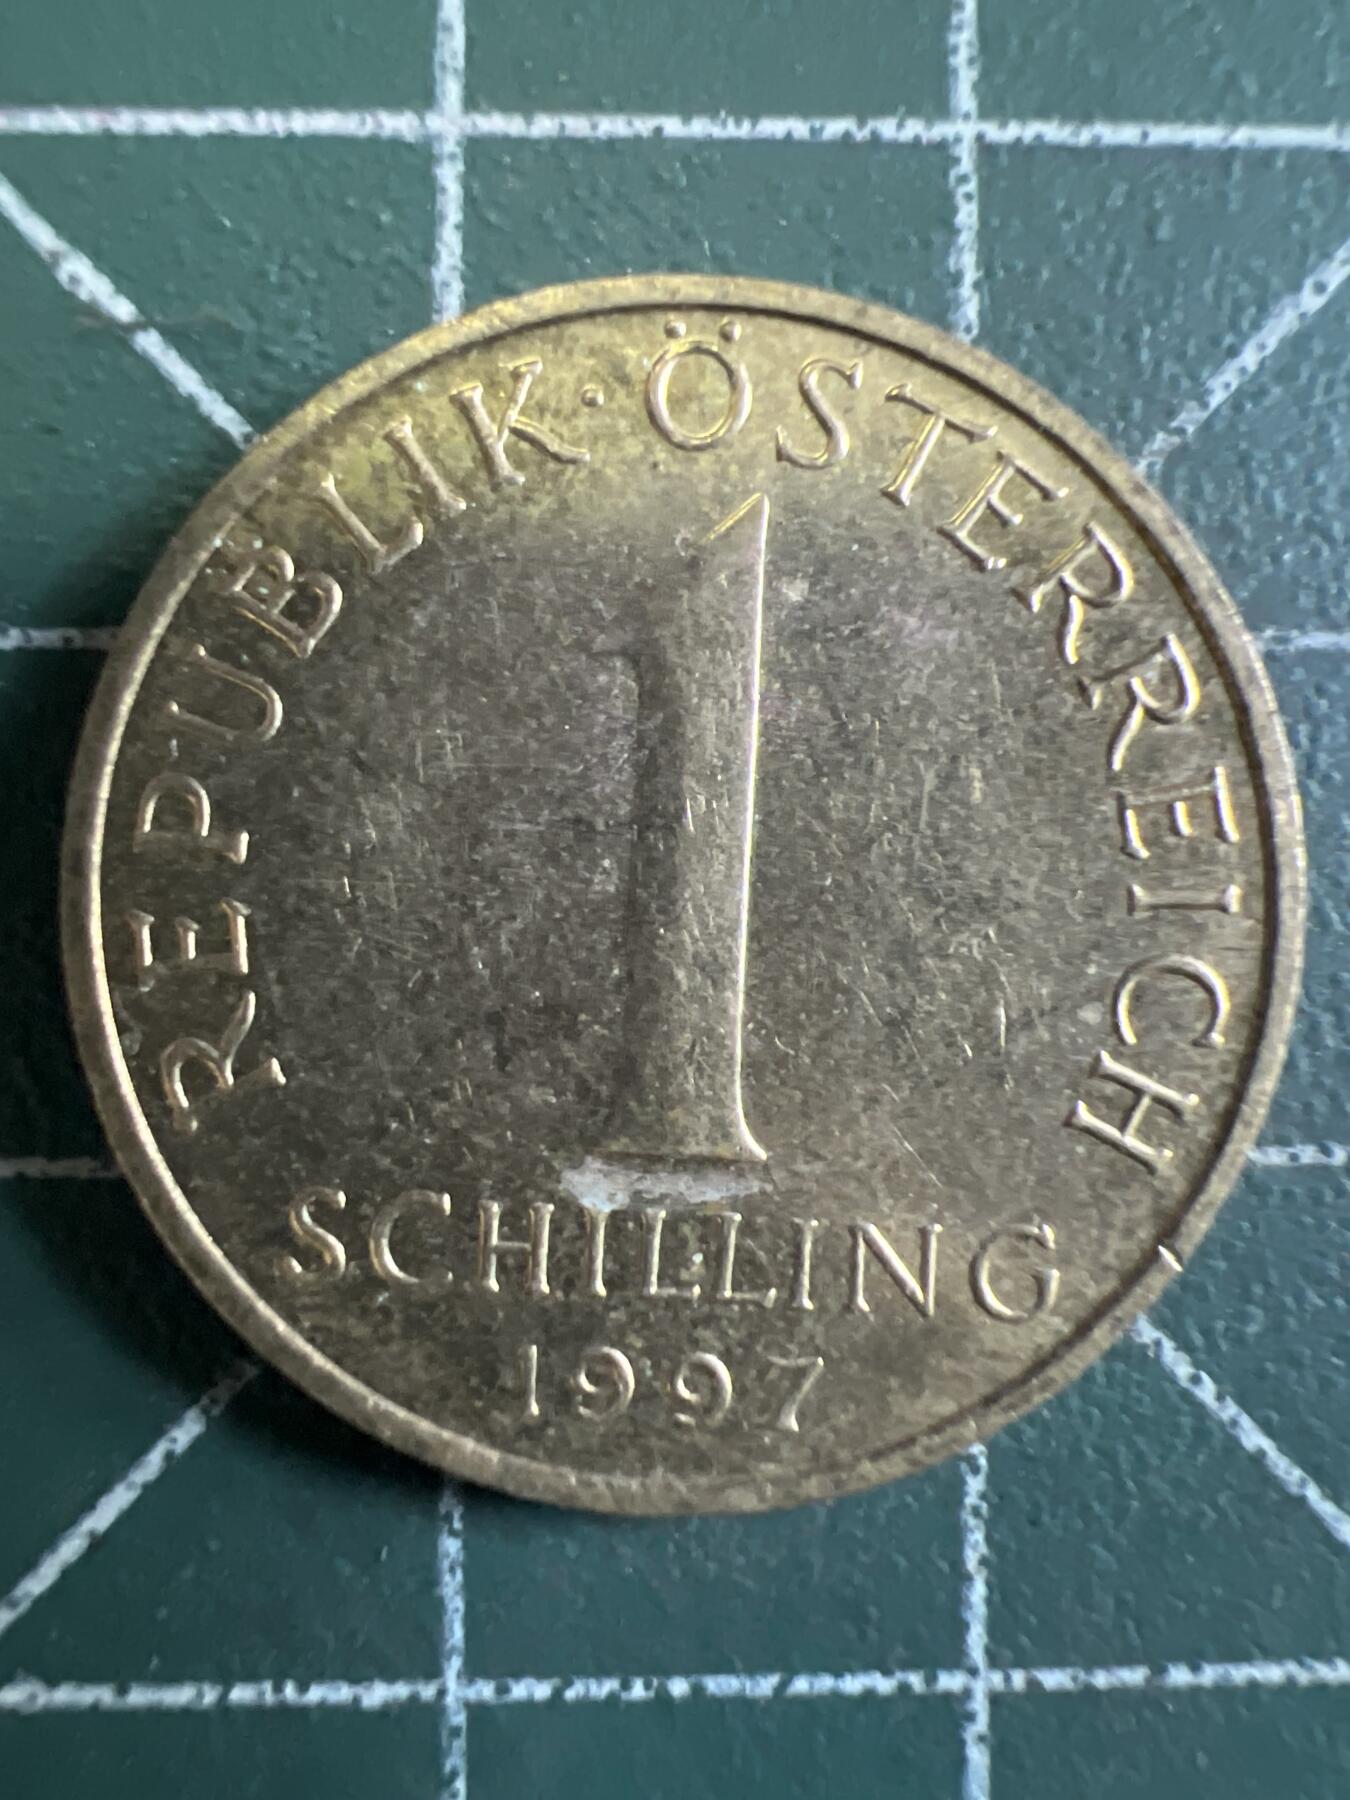 REPUBLIK · ÖSTERREICH
1
SCHILLING
1997